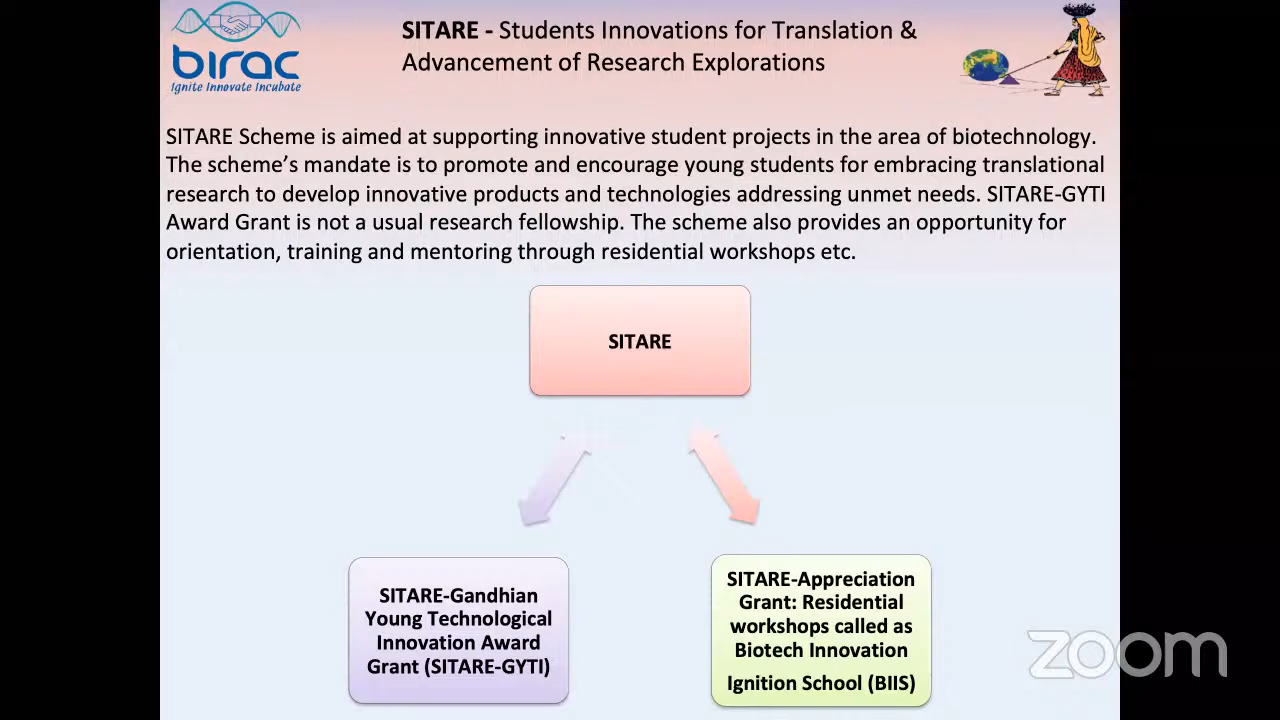 birac
Ignite Innovate Incubate
SITARE - Students Innovations for Translation &
Advancement of Research Explorations
SITARE Scheme is aimed at supporting innovative student projects in the area of biotechnology.
The scheme's mandate is to promote and encourage young students for embracing translational
research to develop innovative products and technologies addressing unmet needs. SITARE-GYTI
Award Grant is not a usual research fellowship. The scheme also provides an opportunity for
orientation, training and mentoring through residential workshops etc.
SITARE
SITARE-Gandhian
Young Technological
Innovation Award
Grant (SITARE-GYTI)
SITARE-Appreciation
Grant: Residential
workshops called as
Biotech Innovation
Ignition School (BIIS)
zoom